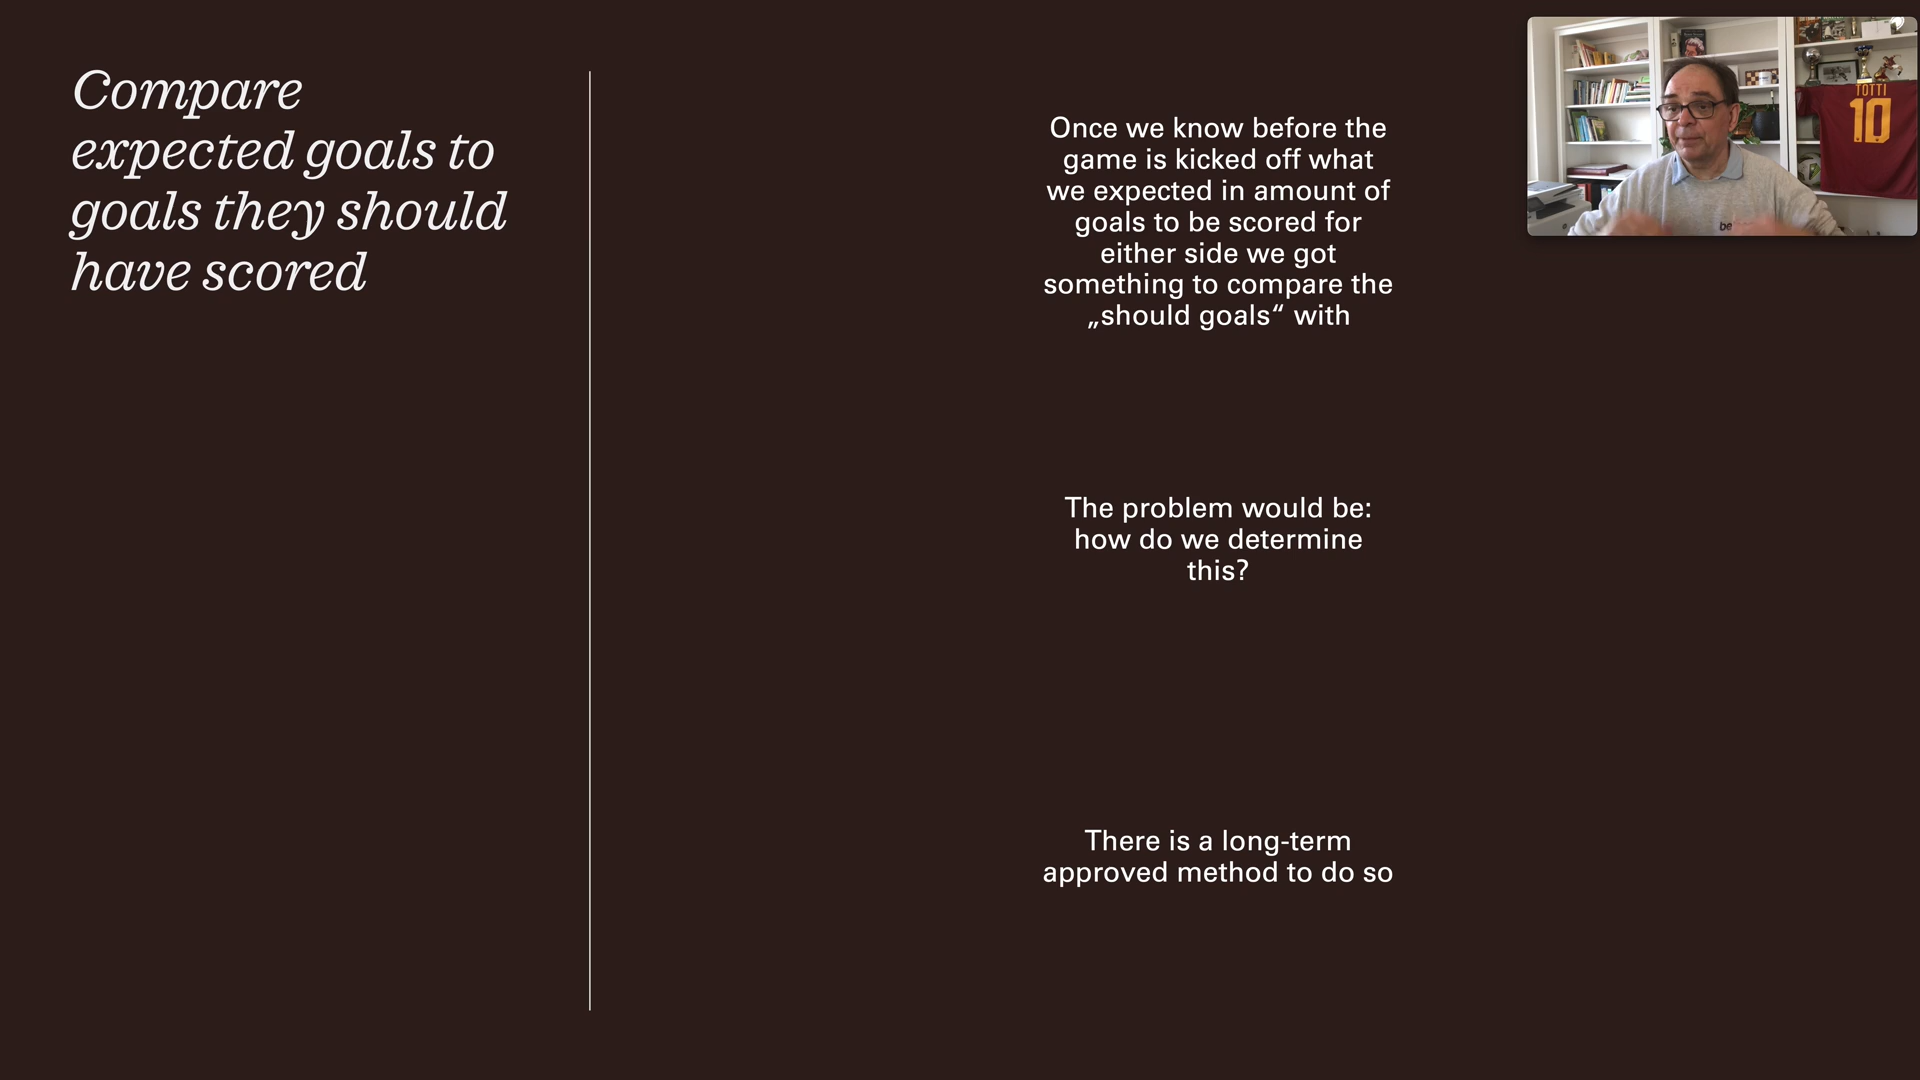 Compare
expected goals to
goals they should
have scored
Once we know before the
game is kicked off what
we expected in amount of
goals to be scored for
either side we got
something to compare the
„should goals“ with
The problem would be:
how do we determine
this?
There is a long-term
approved method to do so
TOTTI
10
be